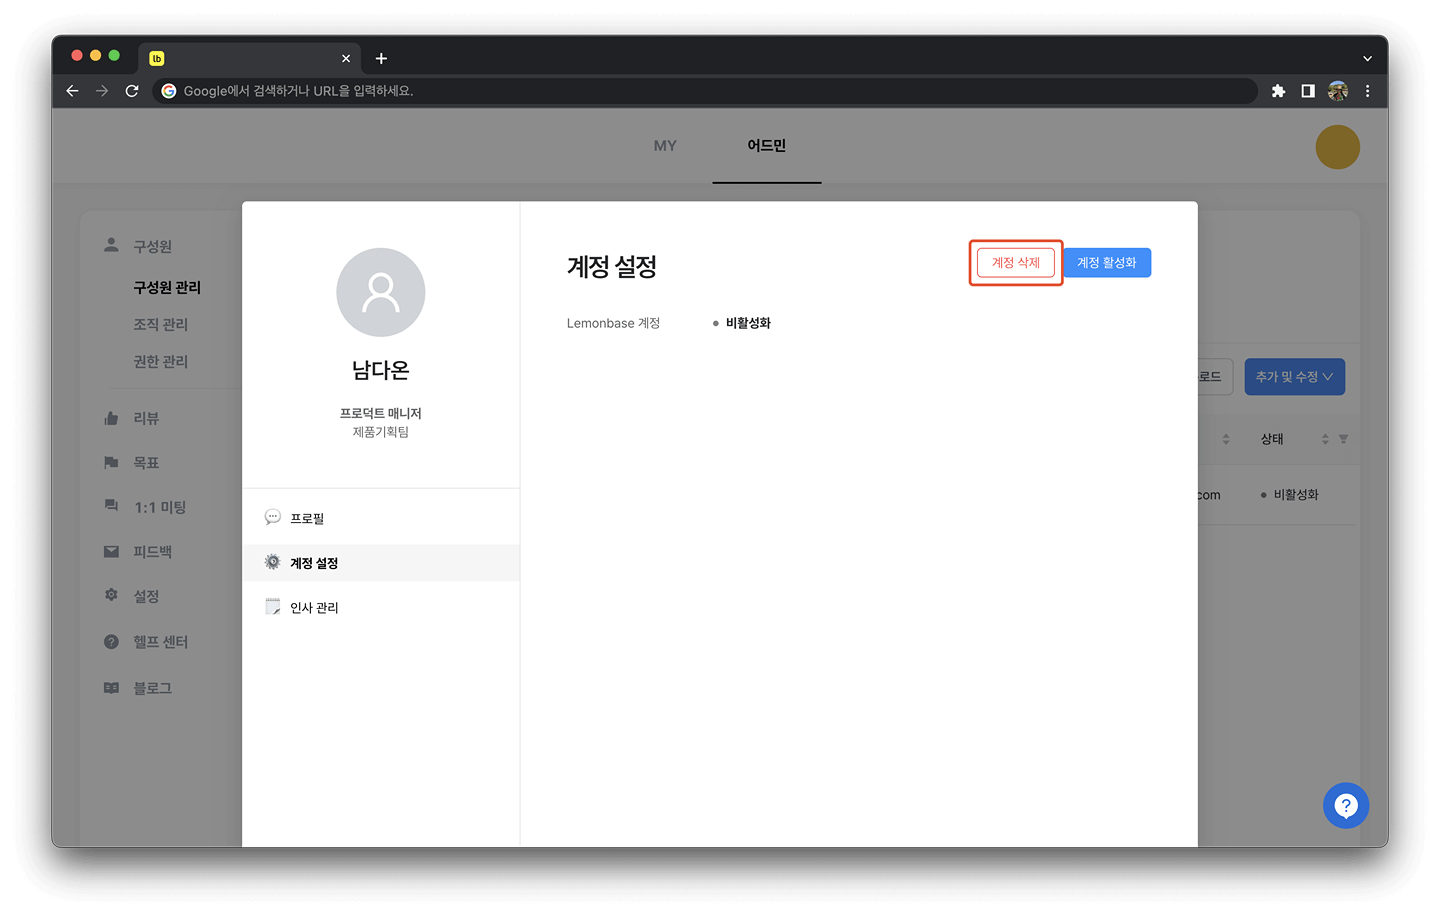 lb
Google에서 검색하거나 URL을 입력하세요.
MY
어드민
구성원
구성원 관리
조직 관리
권한 관리
리뷰
목표
1:1 미팅
피드백
설정
헬프 센터
블로그
남다온
프로덕트 매니저
제품기획팀
프로필
계정 설정
인사 관리
계정 설정
계정 삭제
계정 활성화
Lemonbase 계정
비활성화
로드
추가 및 수정
상태
com
비활성화